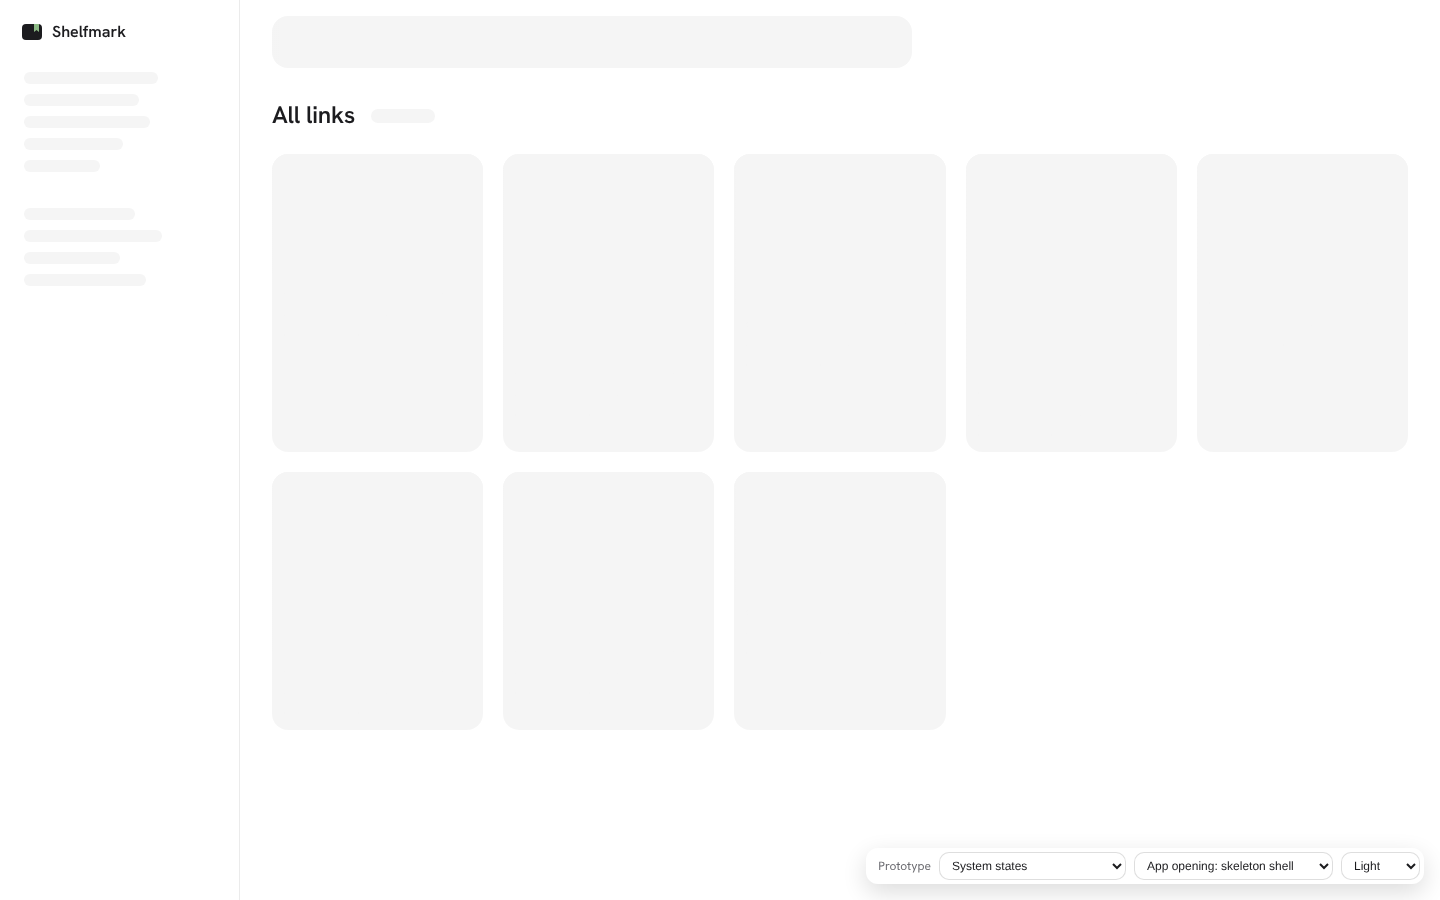 Shelfmark
All links
Prototype
System states
App opening: skeleton shell
Light